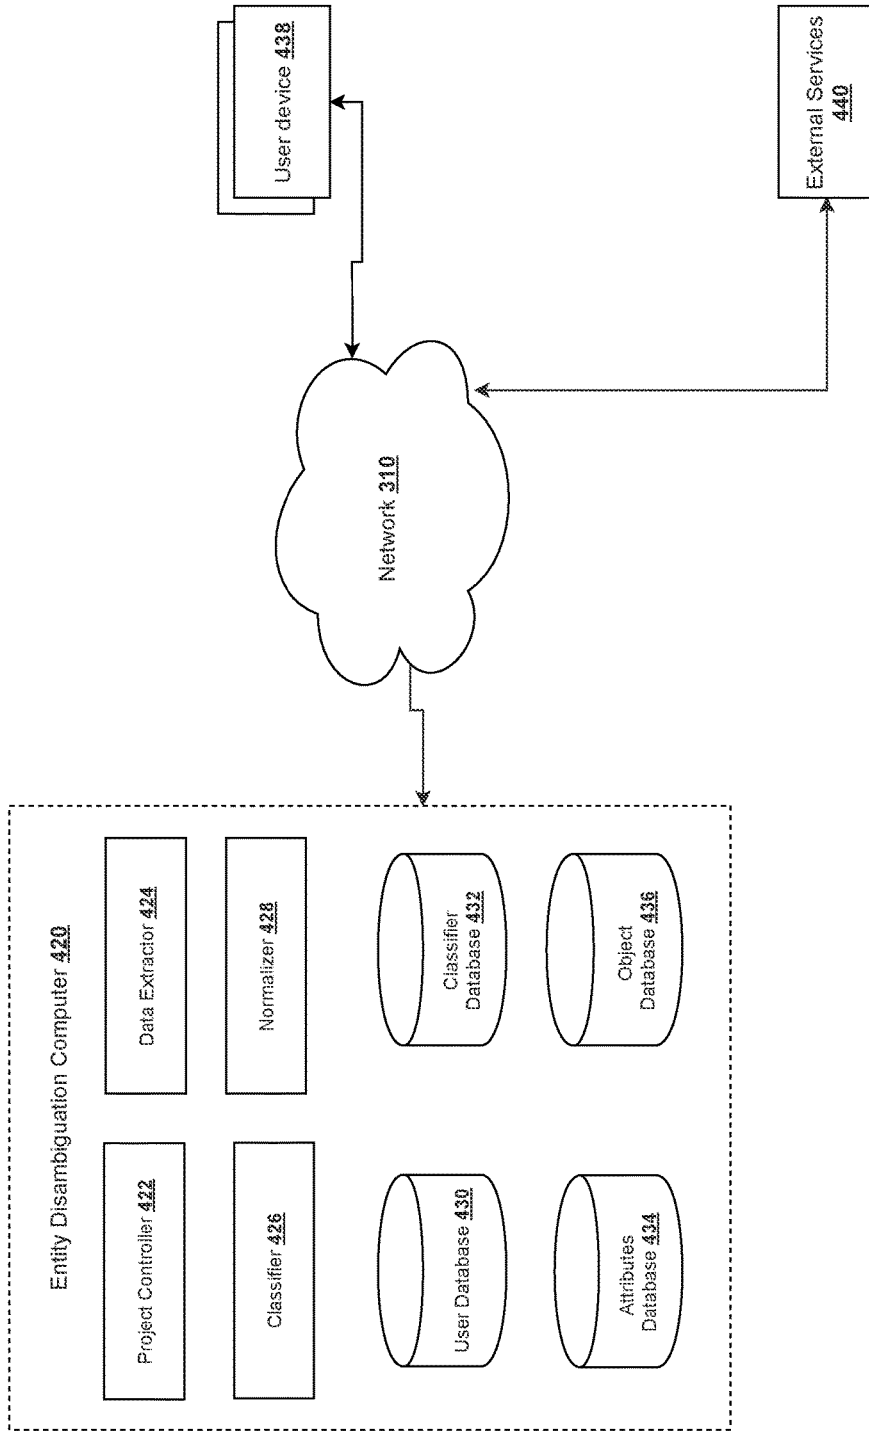 Entity Disambiguation Computer 420
Project Controller 422
Data Extractor 424
Classifier 426
Normalizer 428
User Database 430
Classifier
Database 432
Attributes
Database 434
Object
Database 436
Network 310
User device 438
External Services
440